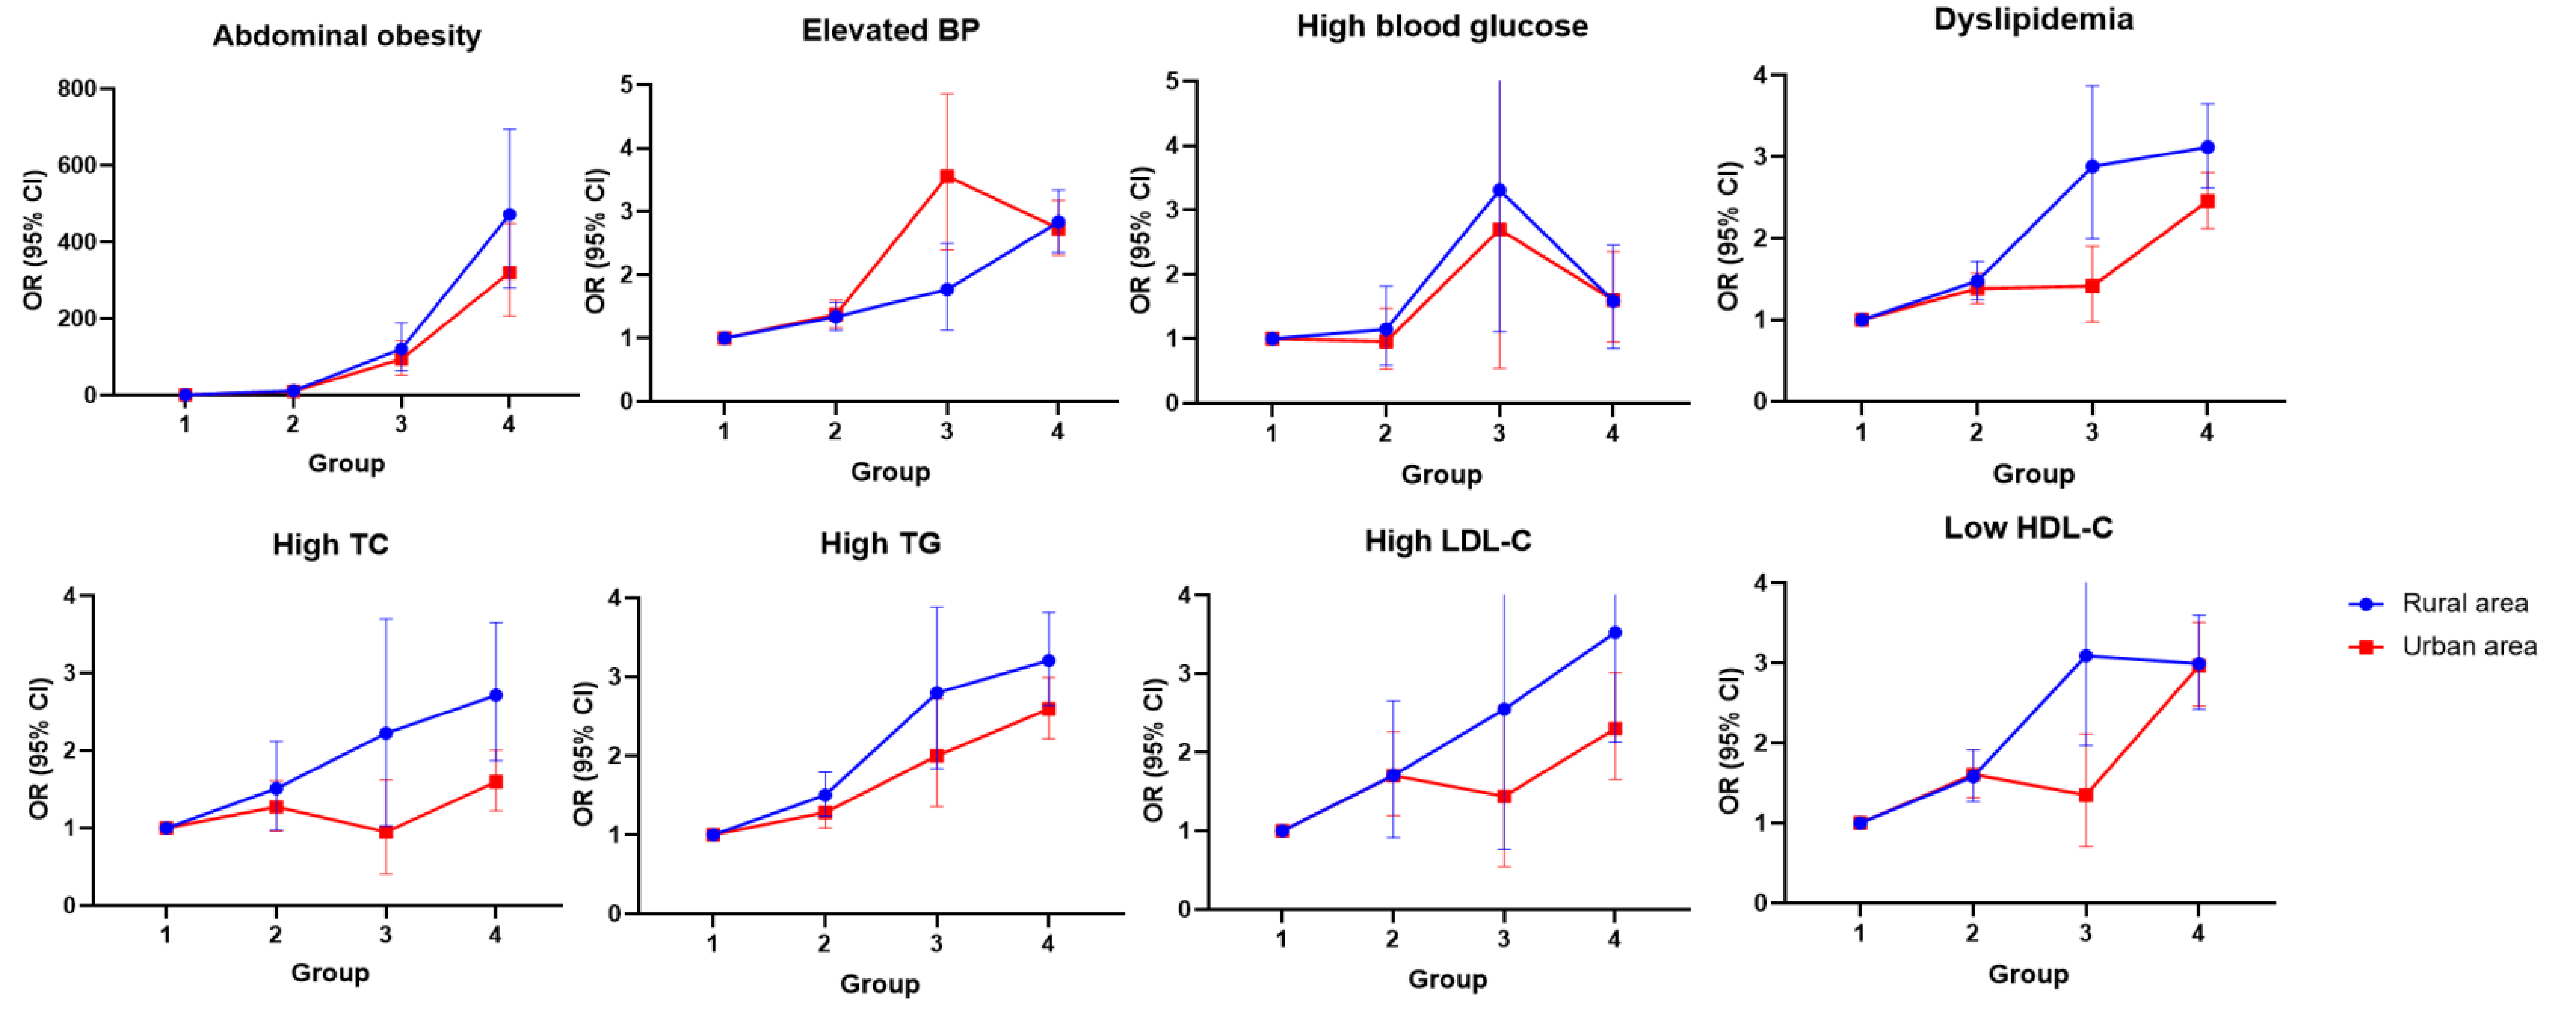 Abdominal obesity
OR (95% CI)
800
600
400
200
0
1 2 3 4
Group
Elevated BP
OR (95% CI)
5
4
3
2
1
0
1 2 3 4
Group
High blood glucose
OR (95% CI)
5
4
3
2
1
0
1 2 3 4
Group
Dyslipidemia
OR (95% CI)
4
3
2
1
0
1 2 3 4
Group
High TC
OR (95% CI)
4
3
2
1
0
1 2 3 4
Group
High TG
OR (95% CI)
4
3
2
1
0
1 2 3 4
Group
High LDL-C
OR (95% CI)
4
3
2
1
0
1 2 3 4
Group
Low HDL-C
OR (95% CI)
4
3
2
1
0
1 2 3 4
Group
Rural area
Urban area